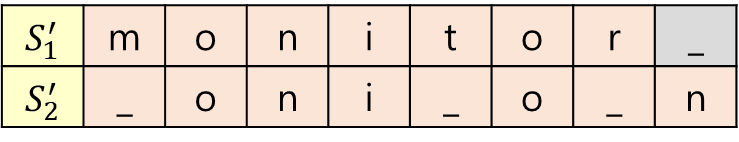 S′₁ m o n i t o r _
S′₂ _ o n i _ o _ n